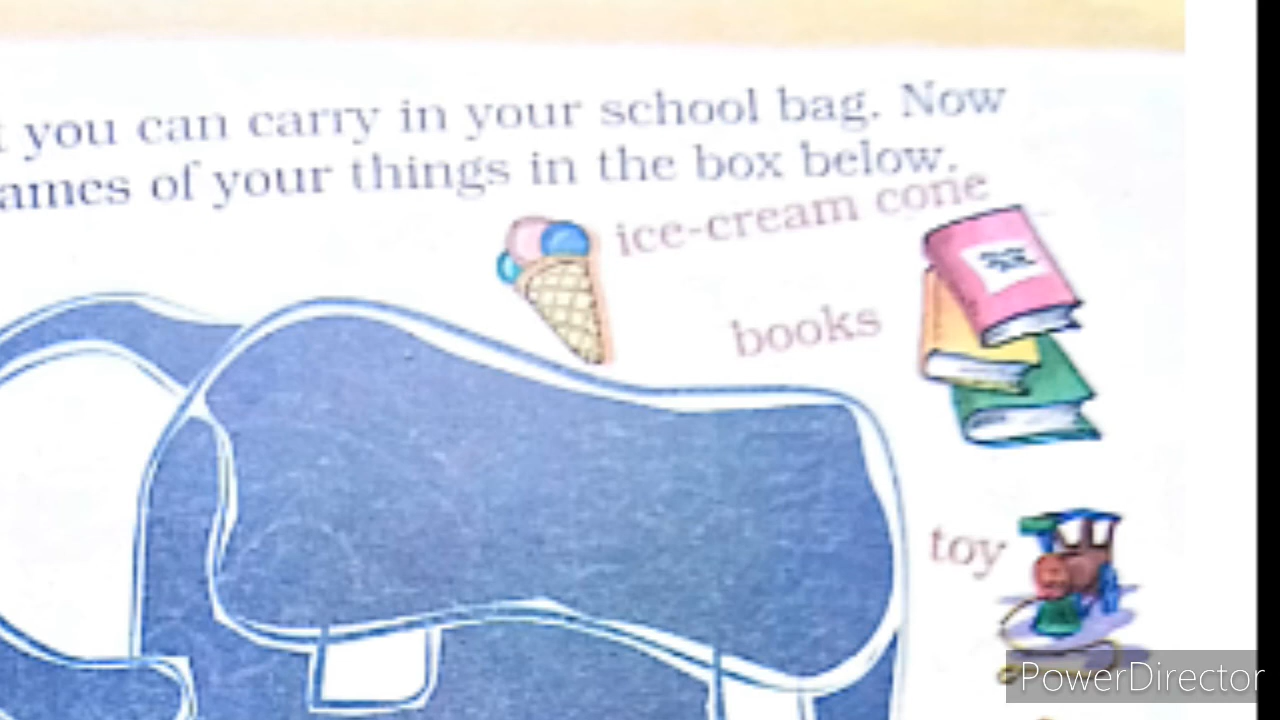 t you can carry in your school bag. Now
ames of your things in the box below.
ice-cream cone
books
toy
PowerDirector